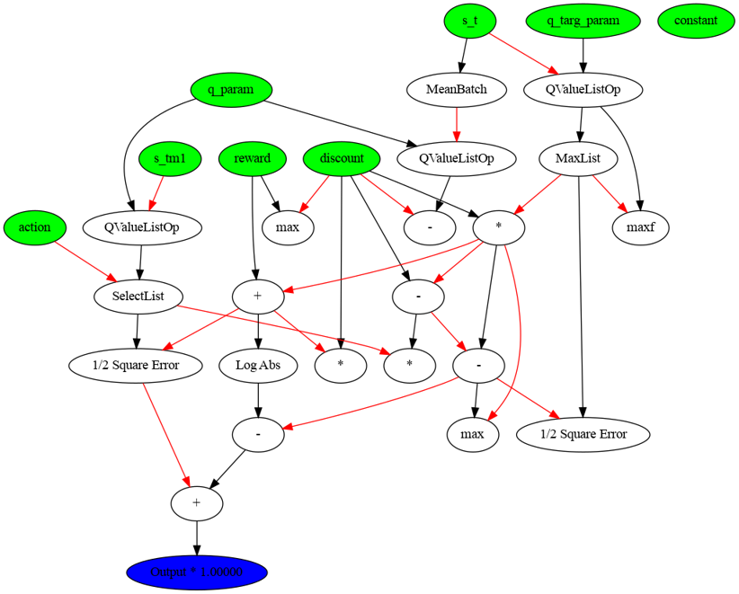 s_t
q_targ_param
constant
q_param
MeanBatch
QValueListOp
s_tm1
reward
discount
QValueListOp
MaxList
action
QValueListOp
max
-
*
maxf
SelectList
+
-
1/2 Square Error
Log Abs
*
*
-
-
max
1/2 Square Error
+
Output * 1.00000